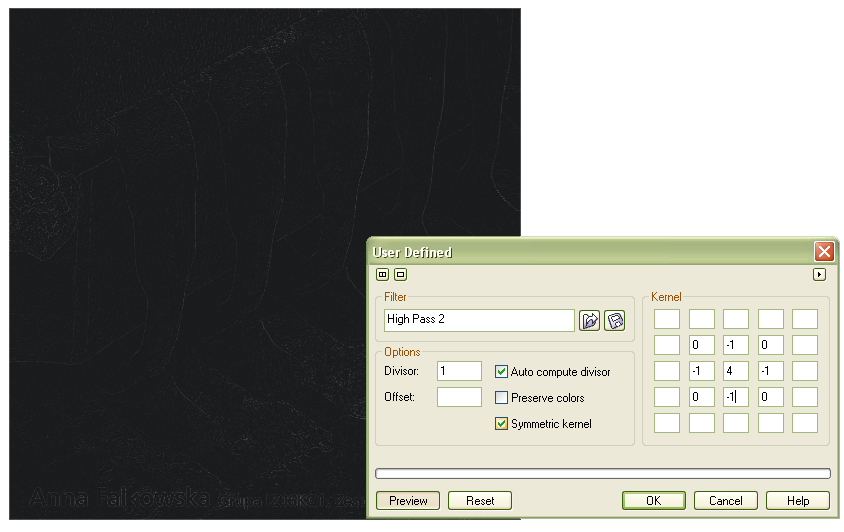 User Defined
Filter
High Pass 2
Options
Divisor: 1
Auto compute divisor
Offset:
Preserve colors
Symmetric kernel
Kernel
0 -1 0
-1 4 -1
0 -1 0
Preview Reset OK Cancel Help
Anna Falkowska Grupa